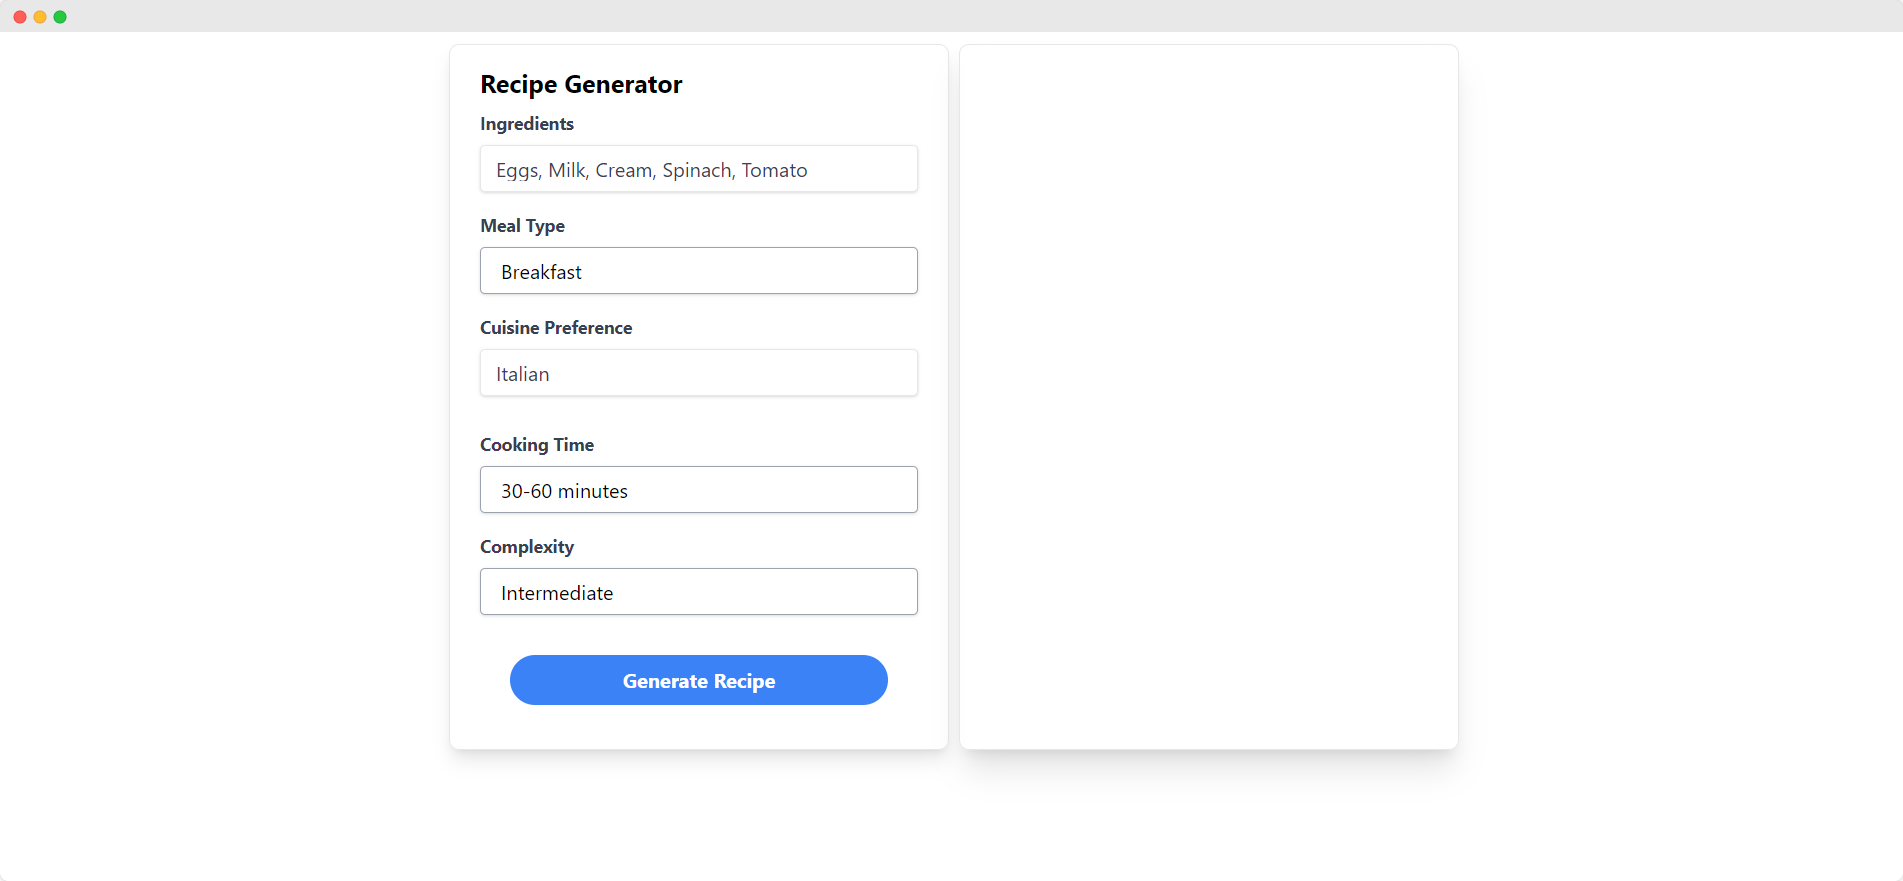 Recipe Generator
Ingredients
Eggs, Milk, Cream, Spinach, Tomato
Meal Type
Breakfast
Cuisine Preference
Italian
Cooking Time
30-60 minutes
Complexity
Intermediate
Generate Recipe